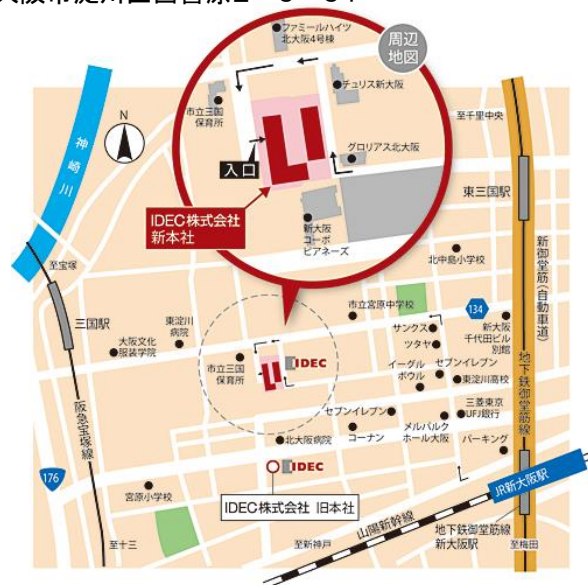 ファミールハイツ
北大阪4号棟
周辺
地図
チュリス新大阪
市立三国
保育所
グロリアス北大阪
入口
IDEC株式会社
新本社
新大阪
コーポ
ビアネーズ
N
神崎川
至千里中央
東三国駅
新御堂筋(自動車道)
北中島小学校
至宝塚
三国駅
東淀川
病院
大阪文化
服装学院
市立宮原中学校
134
サンクス
ツタヤ
新大阪
千代田ビル
別館
市立三国
保育所
IDEC
イーグル
ボウル
セブンイレブン
東淀川高校
地下鉄御堂筋線
セブンイレブン
コーナン
メルパルク
ホール大阪
三菱東京
UFJ銀行
パーキング
阪急宝塚線
北大阪病院
IDEC
176
宮原小学校
IDEC株式会社 旧本社
JR新大阪駅
山陽新幹線
至十三
至新神戸
地下鉄御堂筋線
新大阪駅
至梅田